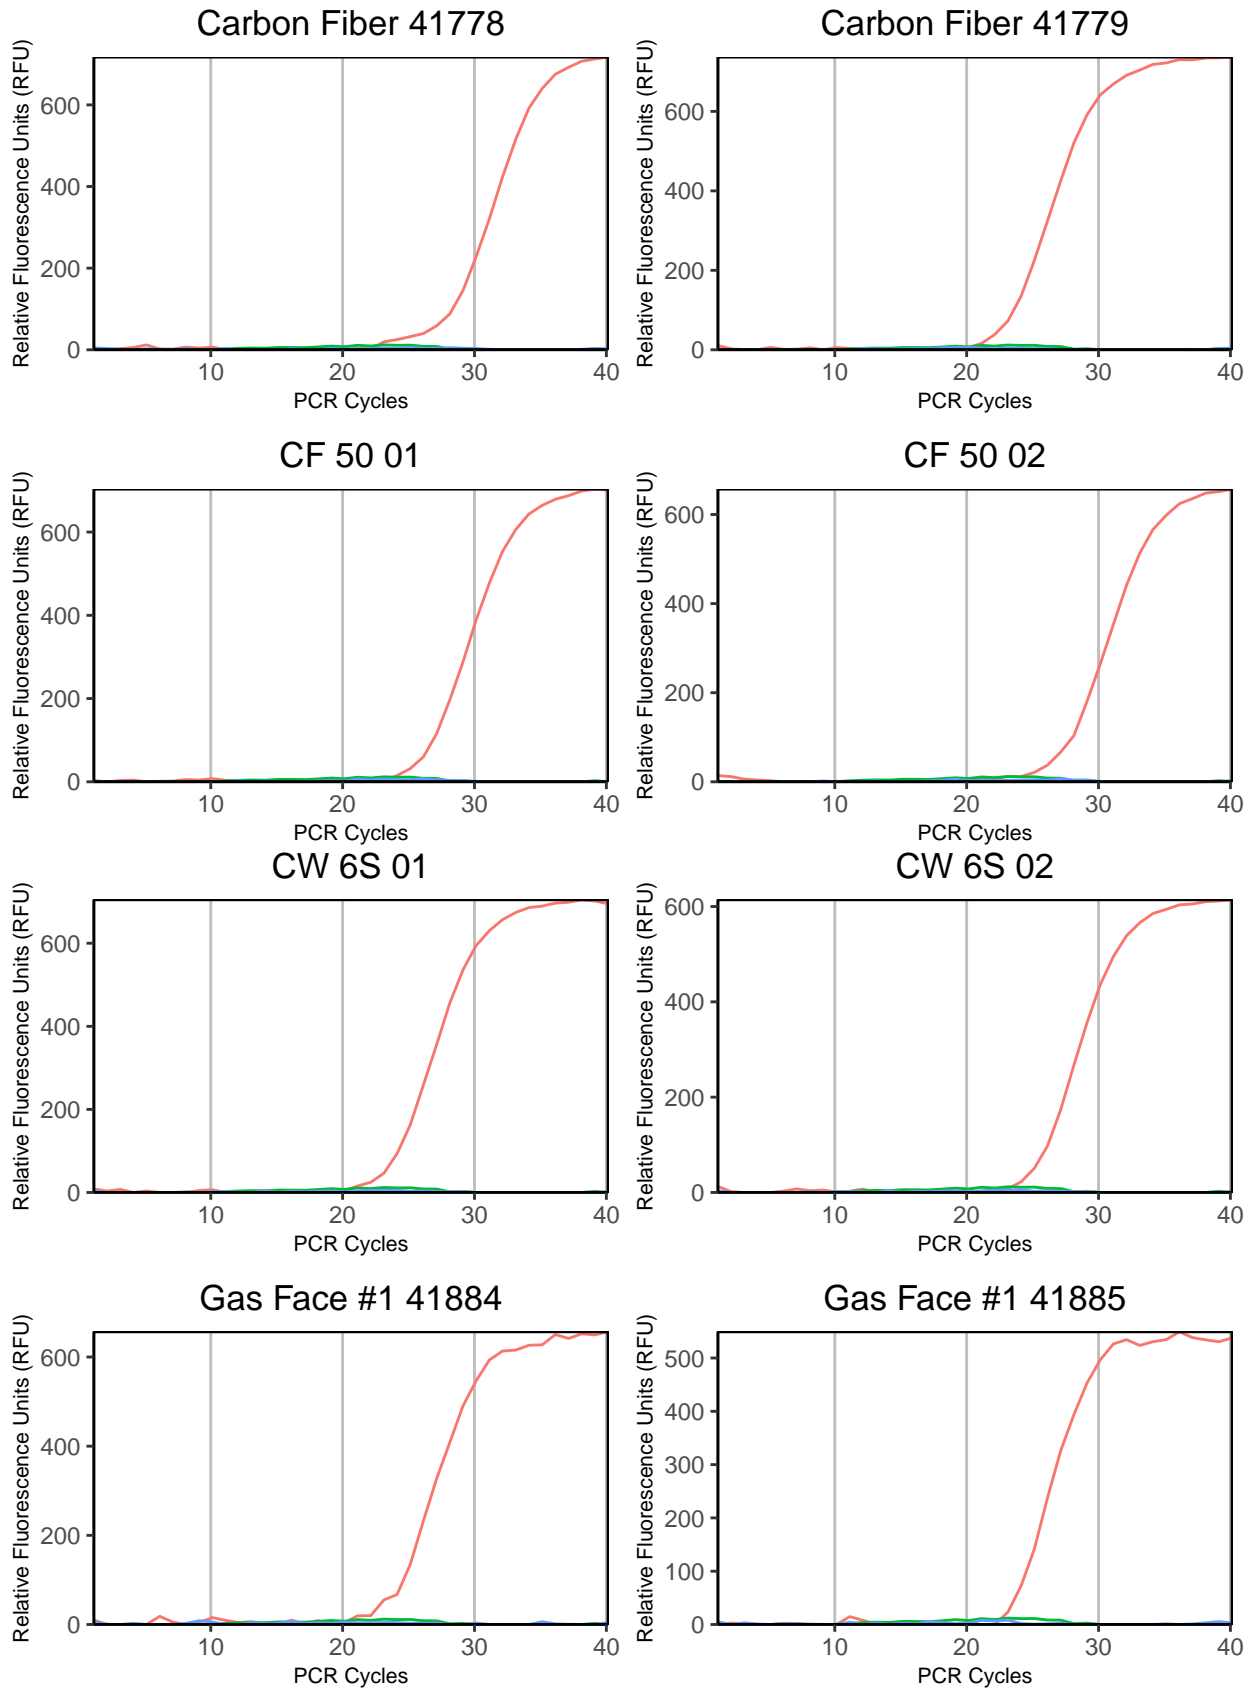 Carbon Fiber 41778
Relative Fluorescence Units (RFU)
600
400
200
0
10 20 30 40
PCR Cycles
Carbon Fiber 41779
Relative Fluorescence Units (RFU)
600
400
200
0
10 20 30 40
PCR Cycles
CF 50 01
Relative Fluorescence Units (RFU)
600
400
200
0
10 20 30 40
PCR Cycles
CF 50 02
Relative Fluorescence Units (RFU)
600
400
200
0
10 20 30 40
PCR Cycles
CW 6S 01
Relative Fluorescence Units (RFU)
600
400
200
0
10 20 30 40
PCR Cycles
CW 6S 02
Relative Fluorescence Units (RFU)
600
400
200
0
10 20 30 40
PCR Cycles
Gas Face #1 41884
Relative Fluorescence Units (RFU)
600
400
200
0
10 20 30 40
PCR Cycles
Gas Face #1 41885
Relative Fluorescence Units (RFU)
500
400
300
200
100
0
10 20 30 40
PCR Cycles